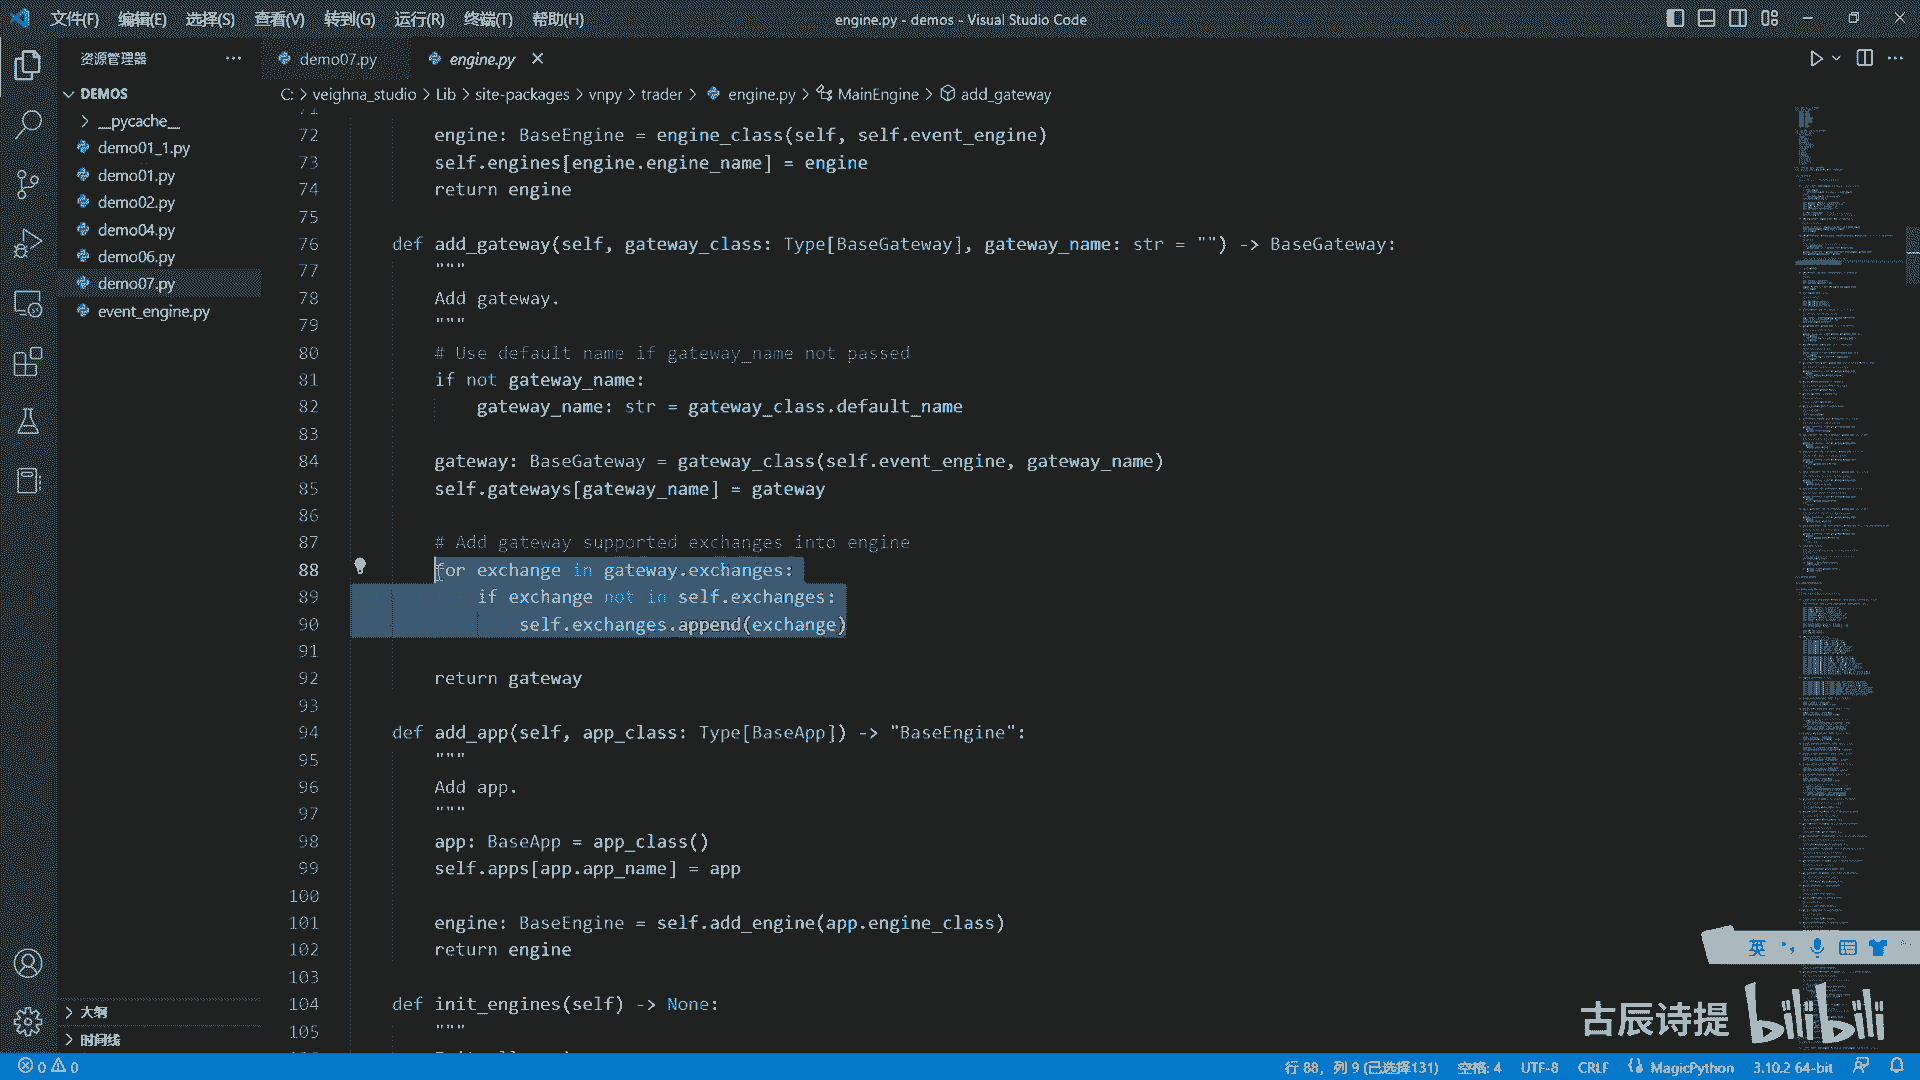 文件(F) 编辑(E) 选择(S) 查看(V) 转到(G) 运行(R) 终端(T) 帮助(H)
engine.py - demos - Visual Studio Code
资源管理器
DEMOS
__pycache__
demo01_1.py
demo01.py
demo02.py
demo04.py
demo06.py
demo07.py
event_engine.py
大纲
时间线
demo07.py
engine.py
C: > veighna_studio > Lib > site-packages > vnpy > trader > engine.py > MainEngine > add_gateway
72 engine: BaseEngine = engine_class(self, self.event_engine)
73 self.engines[engine.engine_name] = engine
74 return engine
75
76 def add_gateway(self, gateway_class: Type[BaseGateway], gateway_name: str = "") -> BaseGateway:
77 """
78 Add gateway.
79 """
80 # Use default name if gateway_name not passed
81 if not gateway_name:
82 gateway_name: str = gateway_class.default_name
83
84 gateway: BaseGateway = gateway_class(self.event_engine, gateway_name)
85 self.gateways[gateway_name] = gateway
86
87 # Add gateway supported exchanges into engine
88 for exchange in gateway.exchanges:
89 if exchange not in self.exchanges:
90 self.exchanges.append(exchange)
91
92 return gateway
93
94 def add_app(self, app_class: Type[BaseApp]) -> "BaseEngine":
95 """
96 Add app.
97 """
98 app: BaseApp = app_class()
99 self.apps[app.app_name] = app
100
101 engine: BaseEngine = self.add_engine(app.engine_class)
102 return engine
103
104 def init_engines(self) -> None:
105 """
英
古辰诗提 bilibili
0 0
行 88，列 9 (已选择131) 空格: 4 UTF-8 CRLF MagicPython 3.10.2 64-bit